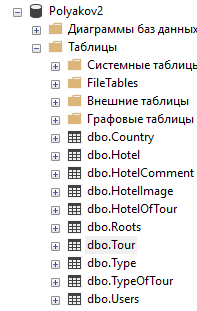 Polyakov2
Диаграммы баз данных
Таблицы
Системные таблицы
FileTables
Внешние таблицы
Графовые таблицы
dbo.Country
dbo.Hotel
dbo.HotelComment
dbo.HotelImage
dbo.HotelOfTour
dbo.Roots
dbo.Tour
dbo.Type
dbo.TypeOfTour
dbo.Users